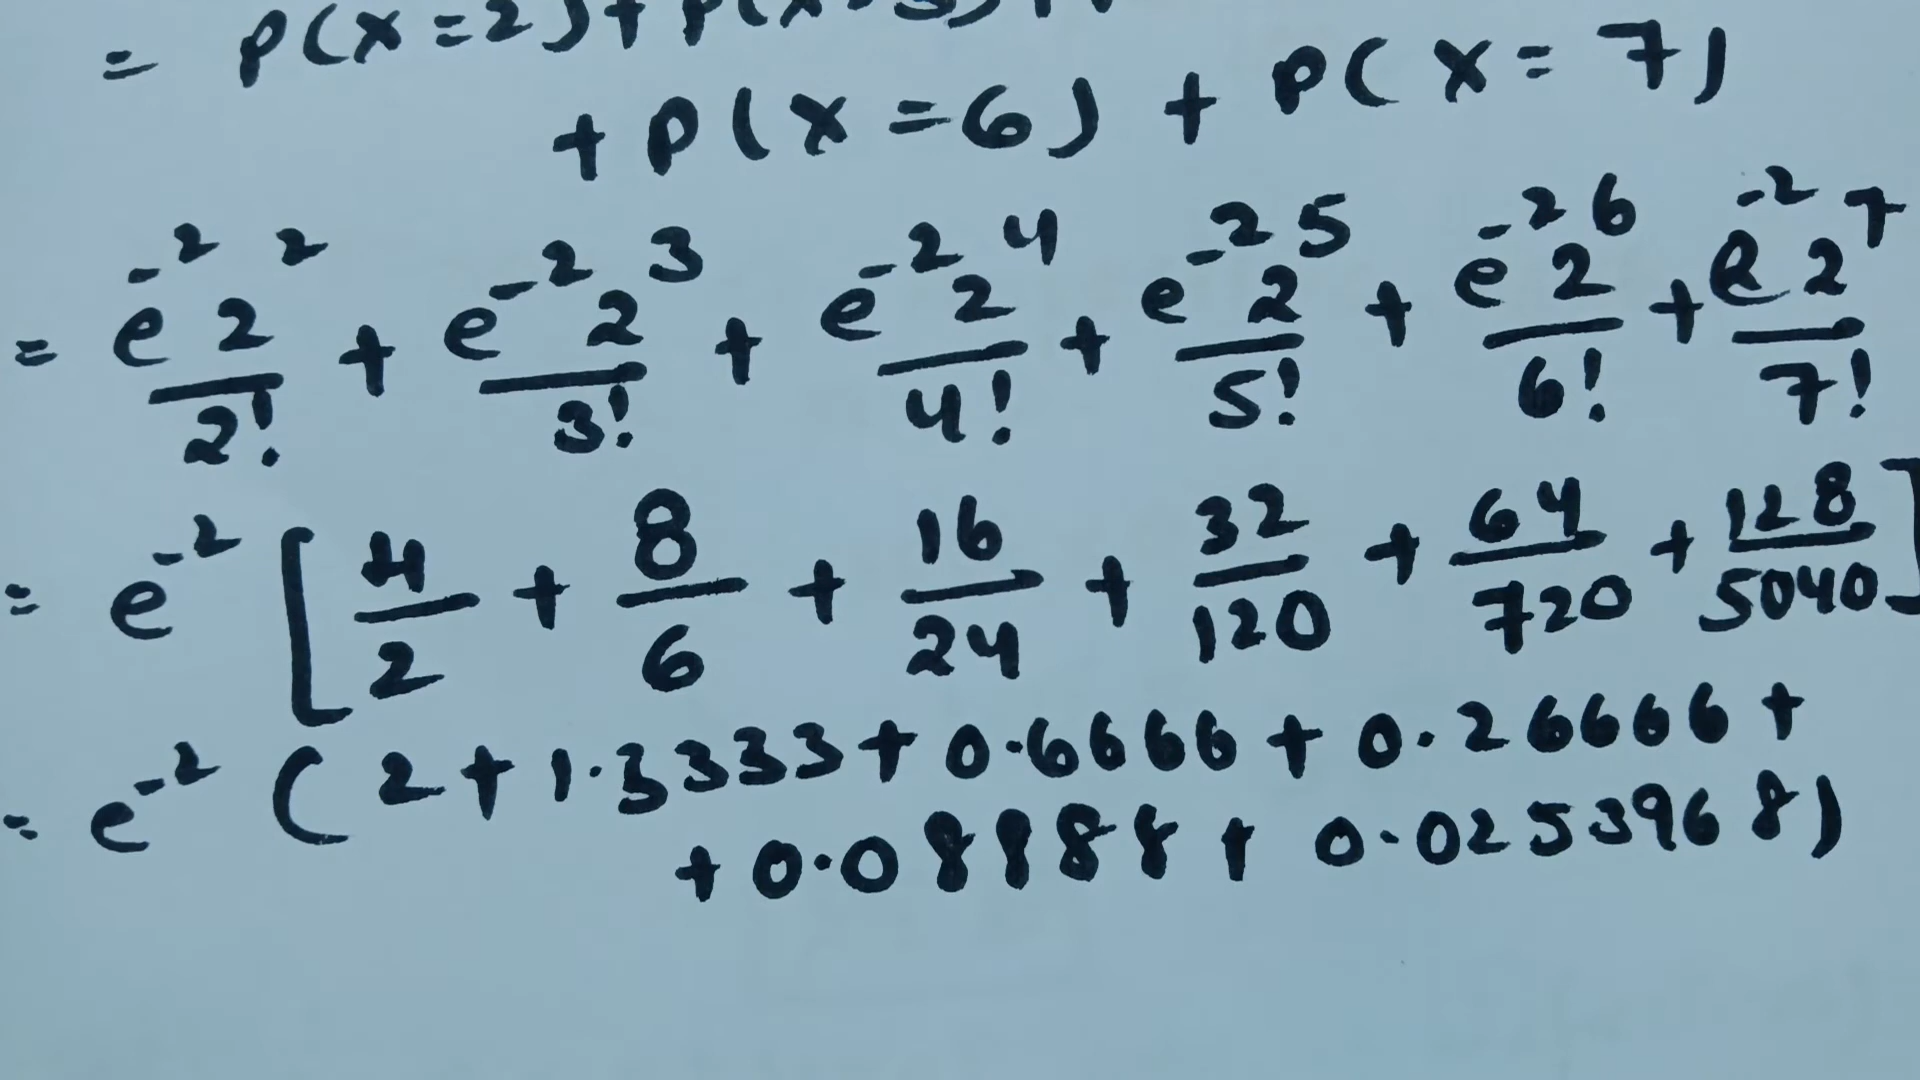 = P(X=2) + P(X=3) +
+ P(X=6) + P(X=7)
= e^-2 2^2/2! + e^-2 2^3/3! + e^-2 2^4/4! + e^-2 2^5/5! + e^-2 2^6/6! + e^-2 2^7/7!
= e^-2 [4/2 + 8/6 + 16/24 + 32/120 + 64/720 + 128/5040]
= e^-2 (2 + 1.3333 + 0.6666 + 0.26666 +
+ 0.08888 + 0.0253968)